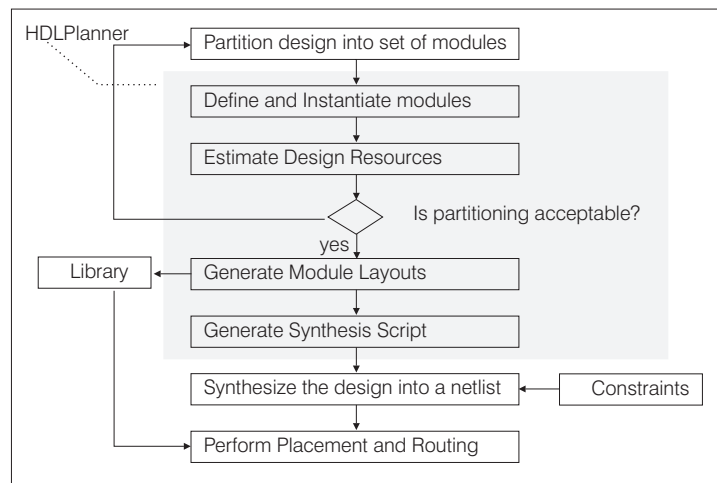 HDLPlanner
Partition design into set of modules
Define and Instantiate modules
Estimate Design Resources
Is partitioning acceptable?
yes
Library
Generate Module Layouts
Generate Synthesis Script
Synthesize the design into a netlist
Constraints
Perform Placement and Routing